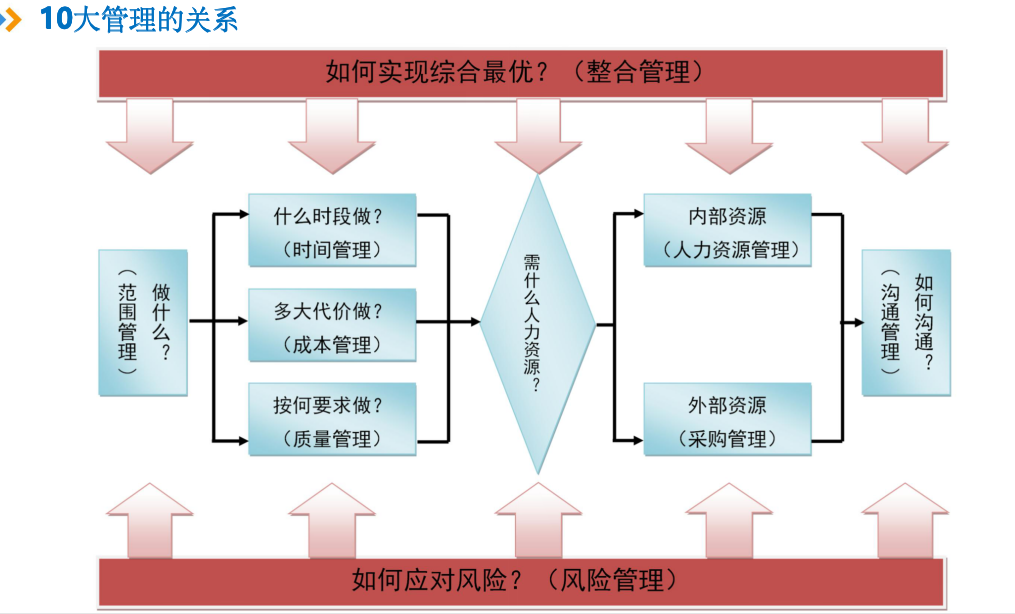 10大管理的关系
如何实现综合最优？（整合管理）
做什么？
（范围管理）
什么时段做？
（时间管理）
多大代价做？
（成本管理）
按何要求做？
（质量管理）
需什么人力资源？
内部资源
（人力资源管理）
外部资源
（采购管理）
如何沟通？
（沟通管理）
如何应对风险？（风险管理）